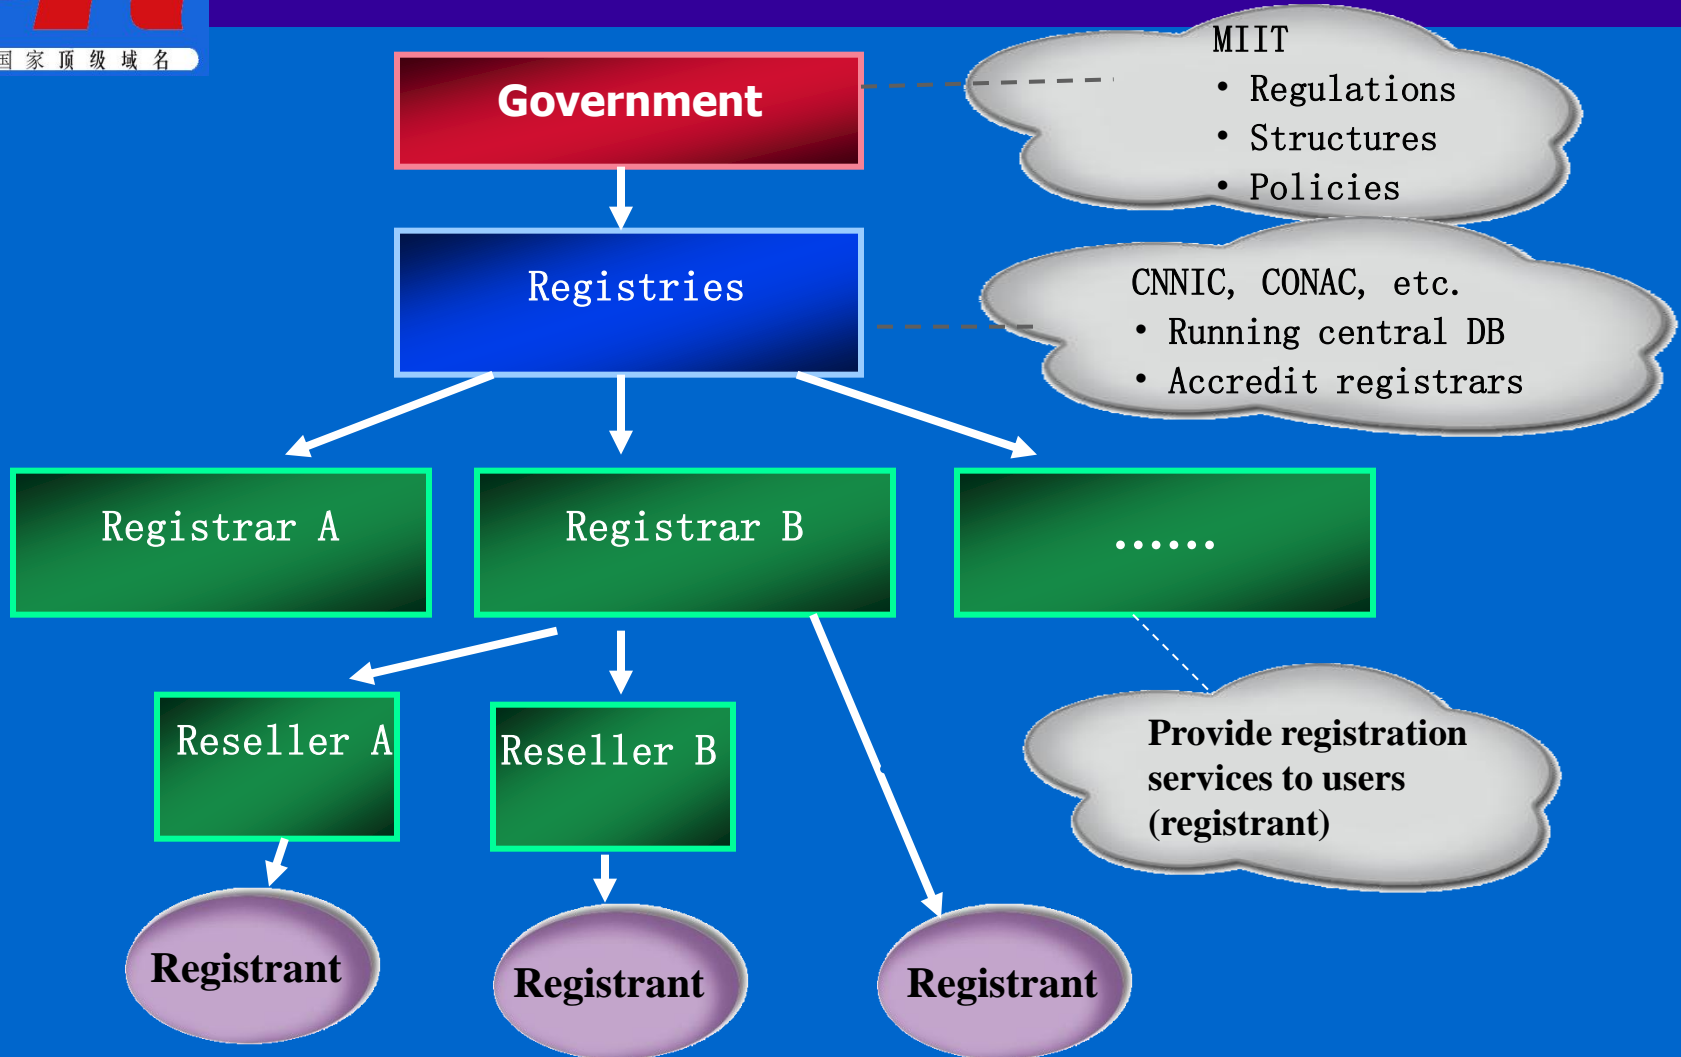 国家顶级域名
Government
MIIT
• Regulations
• Structures
• Policies
Registries
CNNIC, CONAC, etc.
• Running central DB
• Accredit registrars
Registrar A
Registrar B
……
Reseller A
Reseller B
Provide registration
services to users
(registrant)
Registrant
Registrant
Registrant